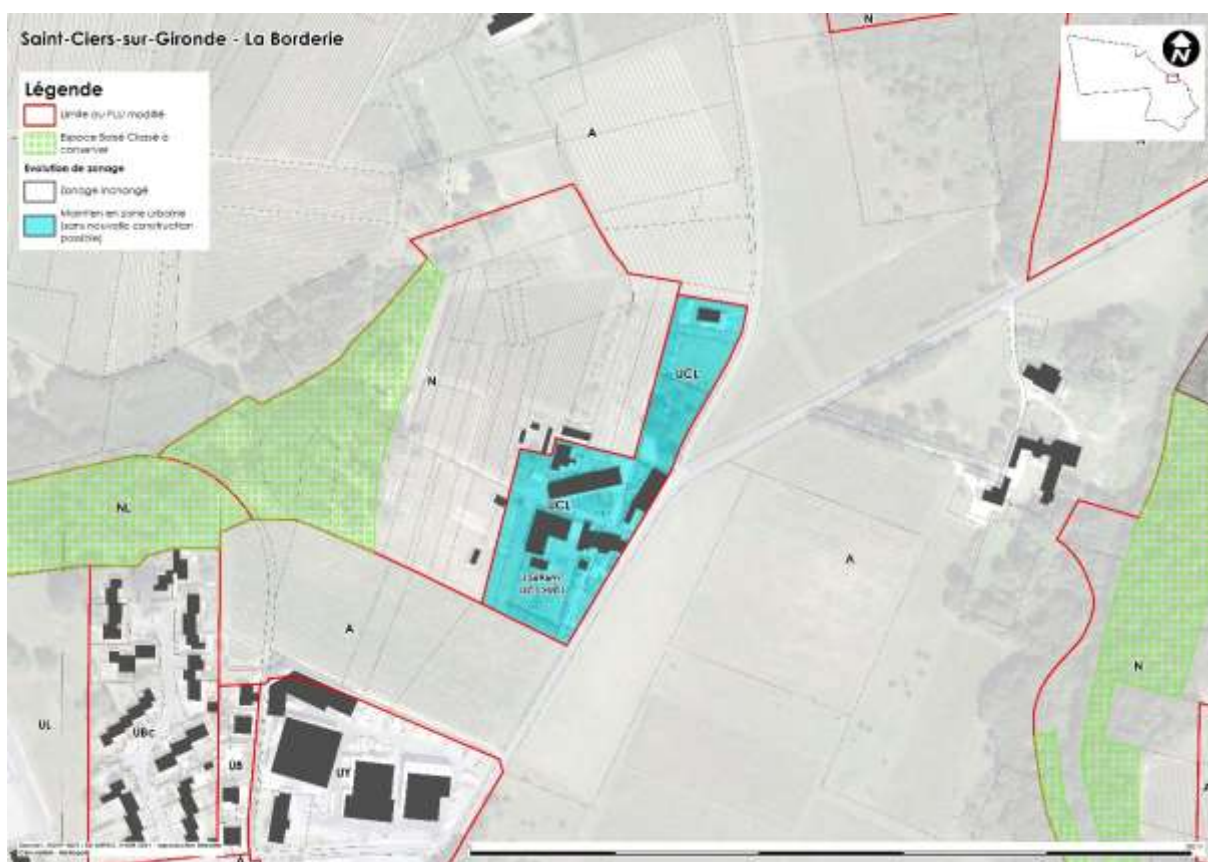 Saint-Ciers-sur-Gironde - La Borderie
Légende
Limite du PLU modifié
Espace Boisé Classé à
conserver
Evolution de zonage
Zonage inchangé
Maintien en zone urbaine
(sans nouvelle construction
possible)
N
N
N
A
UCL
N
UCL
NL
A
A
N
UL
UBc
UB
UY
A
A